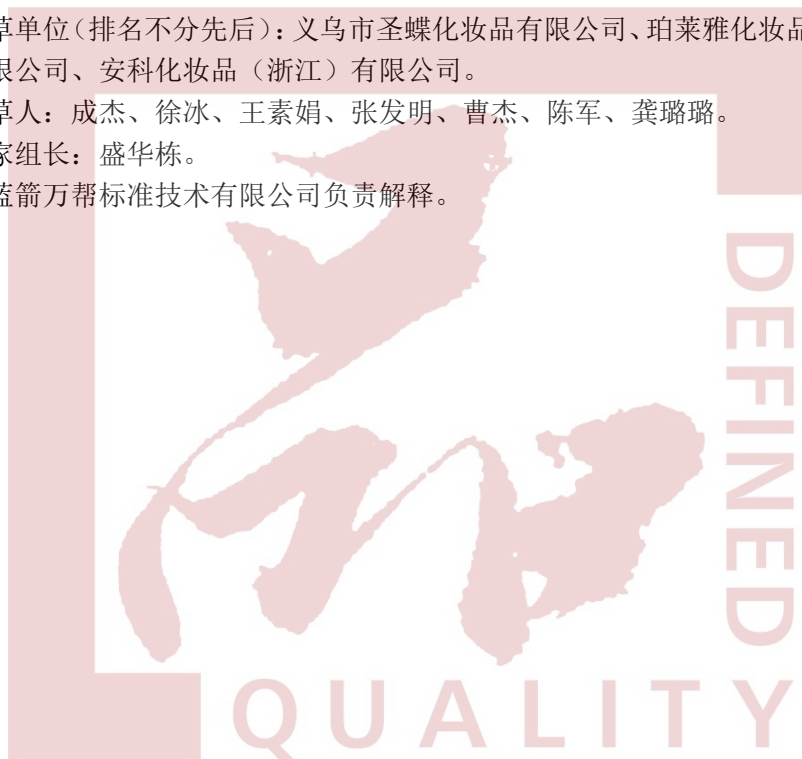 草单位（排名不分先后）：义乌市圣蝶化妆品有限公司、珀莱雅化妆品
限公司、安科化妆品（浙江）有限公司。
草人：成杰、徐冰、王素娟、张发明、曹杰、陈军、龚璐璐。
家组长：盛华栋。
蓝箭万帮标准技术有限公司负责解释。
品
DEFINED
QUALITY